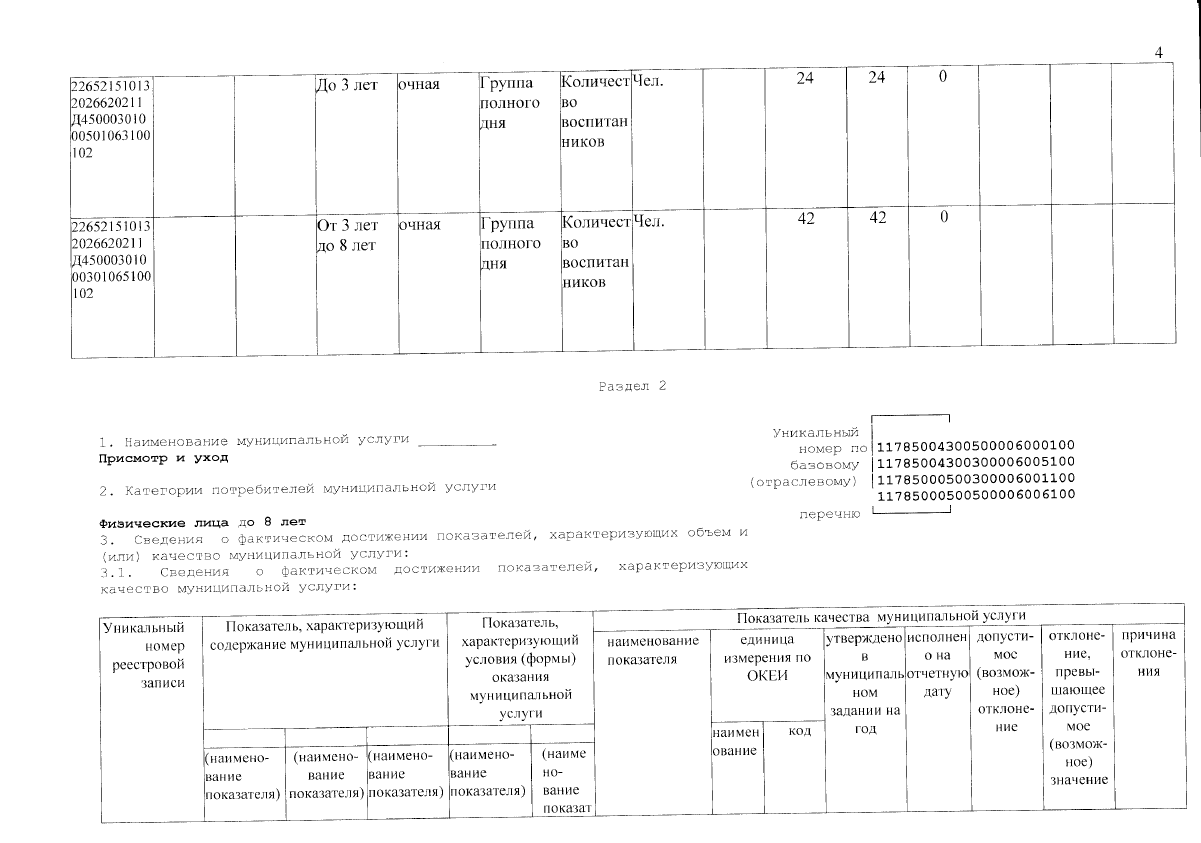 4
22652151013
2026620211
Д450003010
00501063100
102
До 3 лет
очная
Группа
полного
дня
Количест
во
воспитан
ников
Чел.
24
24
0
22652151013
2026620211
Д450003010
00301065100
102
От 3 лет
до 8 лет
очная
Группа
полного
дня
Количест
во
воспитан
ников
Чел.
42
42
0
Раздел 2
1. Наименование муниципальной услуги __________
Присмотр и уход
2. Категории потребителей муниципальной услуги
Физические лица до 8 лет
Уникальный
номер по
базовому
(отраслевому)
перечню
117850043005000006000100
117850043003000006005100
117850005003000006001100
117850005005000006006100
3. Сведения о фактическом достижении показателей, характеризующих объем и
(или) качество муниципальной услуги:
3.1. Сведения о фактическом достижении показателей, характеризующих
качество муниципальной услуги:
Уникальный
номер
реестровой
записи
Показатель, характеризующий
содержание муниципальной услуги
Показатель,
характеризующий
условия (формы)
оказания
муниципальной
услуги
Показатель качества муниципальной услуги
наименование
показателя
единица
измерения по
ОКЕИ
утверждено
в
муниципаль
ном
задании на
год
исполнен
о на
отчетную
дату
допусти-
мое
(возмож-
ное)
отклоне-
ние
отклоне-
ние,
превы-
шающее
допусти-
мое
(возмож-
ное)
значение
причина
отклоне-
ния
(наимено-
вание
показателя)
(наимено-
вание
показателя)
(наимено-
вание
показателя)
(наимено-
вание
показателя)
(наиме
но-
вание
показат
наимен
ование
код